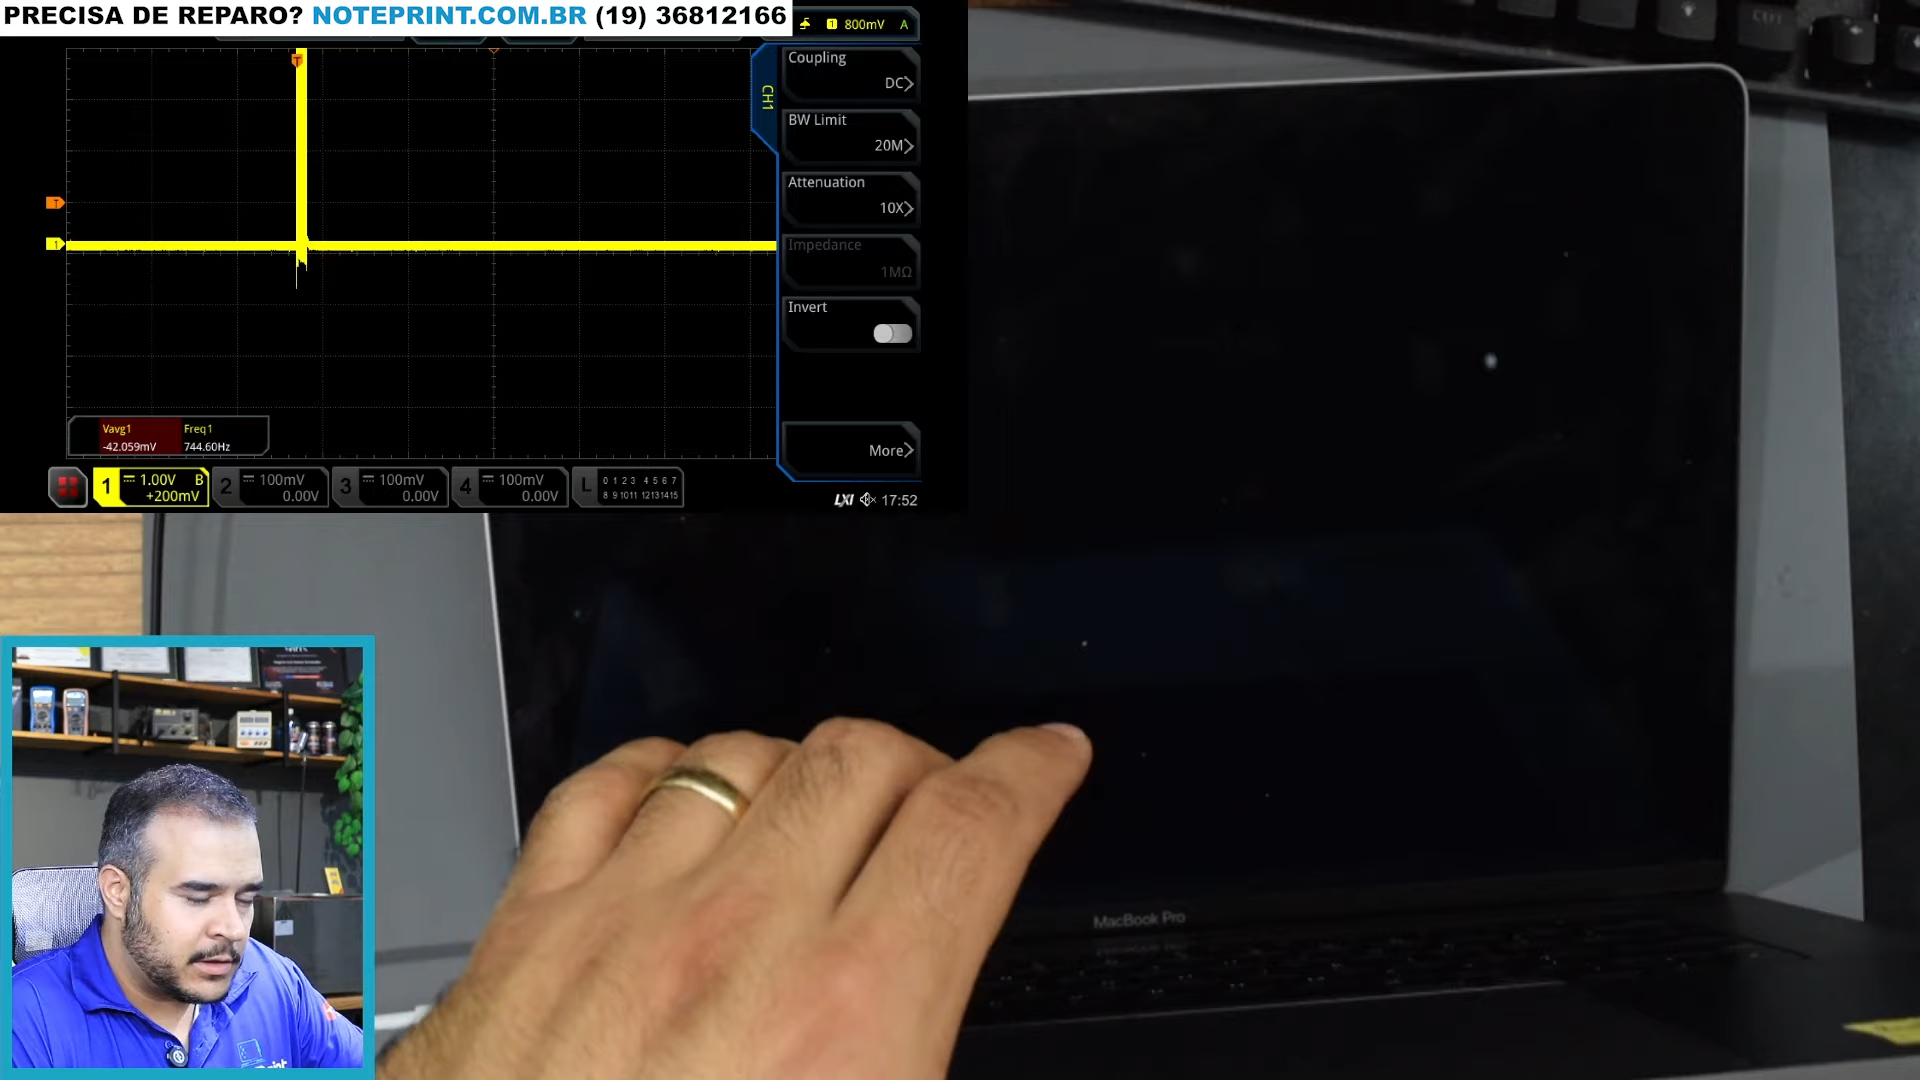 PRECISA DE REPARO? NOTEPRINT.COM.BR (19) 36812166
1 800mV A
T
CH1
Coupling
DC
BW Limit
20M
Attenuation
10X
Impedance
1MΩ
Invert
More
T
1
Vavg1 Freq1
-42.059mV 744.60Hz
1 1.00V B
+200mV
2 100mV
0.00V
3 100mV
0.00V
4 100mV
0.00V
L 0 1 2 3 4 5 6 7
8 9 10 11 12 13 14 15
LXI 17:52
MacBook Pro